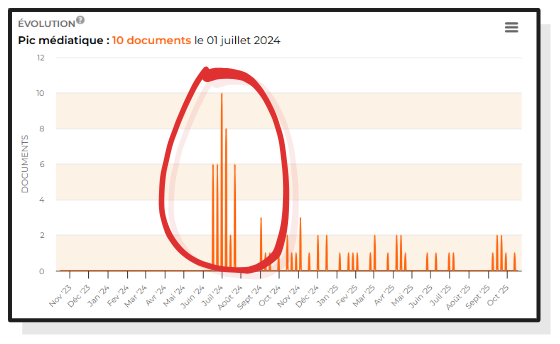 ÉVOLUTION?
Pic médiatique : 10 documents le 01 juillet 2024
12
10
8
6
4
2
0
DOCUMENTS
Nov '23
Déc '23
Jan '24
Fev '24
Mar '24
Avr '24
Mai '24
Juin '24
Juil '24
Août '24
Sept '24
Oct '24
Nov '24
Déc '24
Jan '25
Fev '25
Mar '25
Avr '25
Mai '25
Juin '25
Juil '25
Août '25
Sept '25
Oct '25